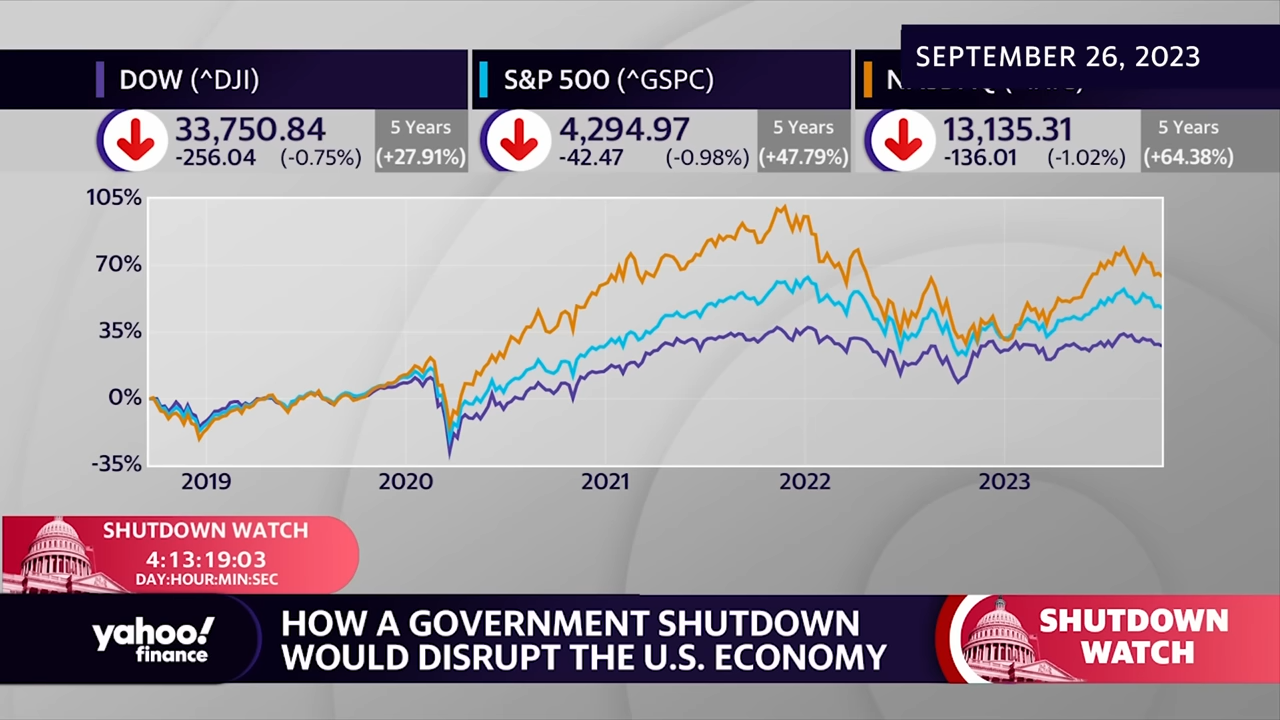 SEPTEMBER 26, 2023
DOW (^DJI)
33,750.84
-256.04 (-0.75%)
5 Years
(+27.91%)
S&P 500 (^GSPC)
4,294.97
-42.47 (-0.98%)
5 Years
(+47.79%)
13,135.31
-136.01 (-1.02%)
5 Years
(+64.38%)
105%
70%
35%
0%
-35%
2019 2020 2021 2022 2023
SHUTDOWN WATCH
4:13:19:03
DAY:HOUR:MIN:SEC
yahoo!
finance
HOW A GOVERNMENT SHUTDOWN
WOULD DISRUPT THE U.S. ECONOMY
SHUTDOWN
WATCH